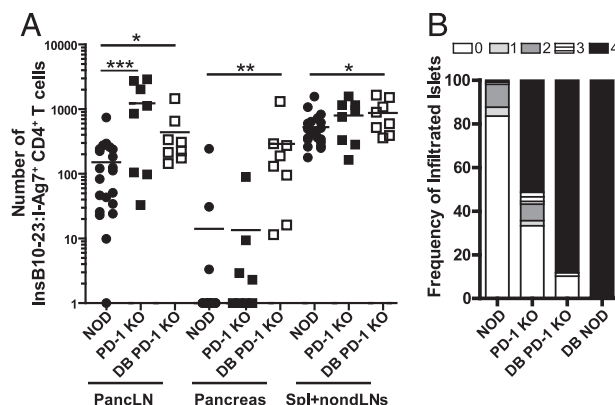 A
B
Number of
InsB10-23:I-Ag7⁺ CD4⁺ T cells
10000
1000
100
10
1
*
***
**
*
NOD
PD-1 KO
DB PD-1 KO
NOD
PD-1 KO
DB PD-1 KO
NOD
PD-1 KO
DB PD-1 KO
PancLN
Pancreas
Spl+nondLNs
0 1 2 3 4
Frequency of Infiltrated Islets
100
80
60
40
20
0
NOD
PD-1 KO
DB PD-1 KO
DB NOD